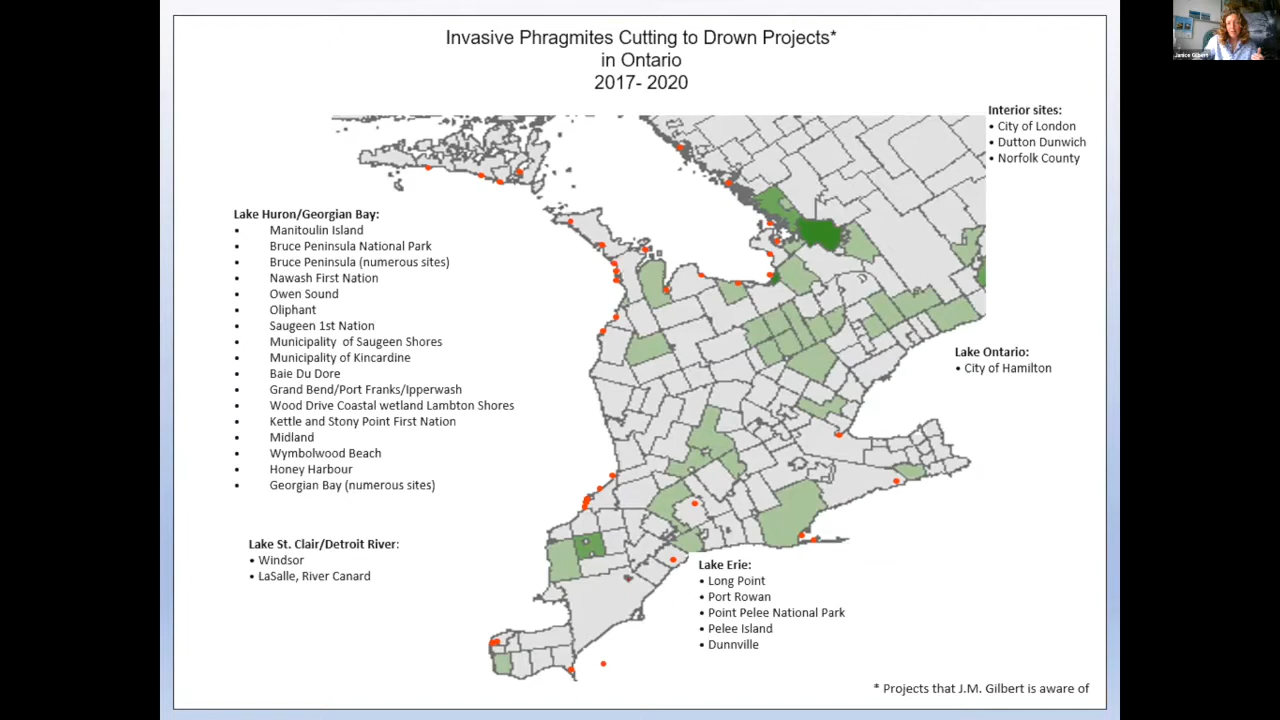 Invasive Phragmites Cutting to Drown Projects*
in Ontario
2017- 2020
Janice Gilbert
Interior sites:
• City of London
• Dutton Dunwich
• Norfolk County
Lake Huron/Georgian Bay:
▪ Manitoulin Island
▪ Bruce Peninsula National Park
▪ Bruce Peninsula (numerous sites)
▪ Nawash First Nation
▪ Owen Sound
▪ Oliphant
▪ Saugeen 1st Nation
▪ Municipality of Saugeen Shores
▪ Municipality of Kincardine
▪ Baie Du Dore
▪ Grand Bend/Port Franks/Ipperwash
▪ Wood Drive Coastal wetland Lambton Shores
▪ Kettle and Stony Point First Nation
▪ Midland
▪ Wymbolwood Beach
▪ Honey Harbour
▪ Georgian Bay (numerous sites)
Lake Ontario:
• City of Hamilton
Lake St. Clair/Detroit River:
• Windsor
• LaSalle, River Canard
Lake Erie:
• Long Point
• Port Rowan
• Point Pelee National Park
• Pelee Island
• Dunnville
* Projects that J.M. Gilbert is aware of